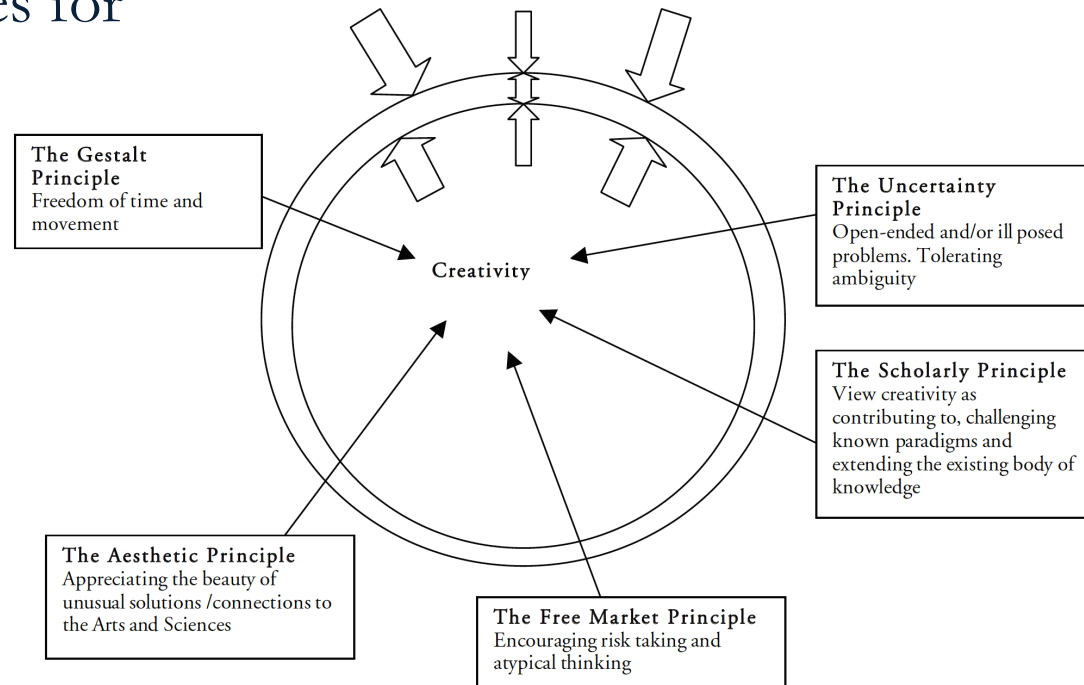 es for
The Gestalt
Principle
Freedom of time and
movement
The Uncertainty
Principle
Open-ended and/or ill posed
problems. Tolerating
ambiguity
Creativity
The Scholarly Principle
View creativity as
contributing to, challenging
known paradigms and
extending the existing body of
knowledge
The Aesthetic Principle
Appreciating the beauty of
unusual solutions /connections to
the Arts and Sciences
The Free Market Principle
Encouraging risk taking and
atypical thinking